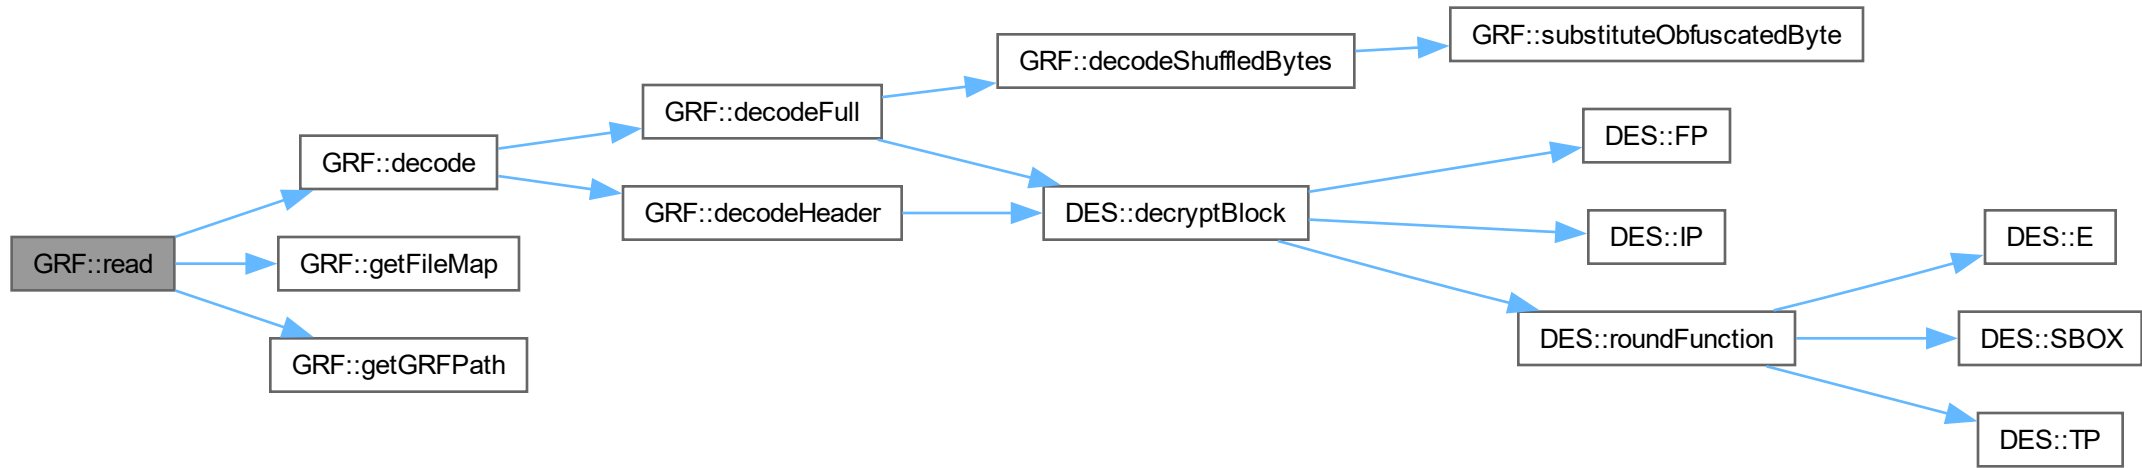 GRF::read
GRF::decode
GRF::getFileMap
GRF::getGRFPath
GRF::decodeFull
GRF::decodeHeader
GRF::decodeShuffledBytes
DES::decryptBlock
GRF::substituteObfuscatedByte
DES::FP
DES::IP
DES::roundFunction
DES::E
DES::SBOX
DES::TP